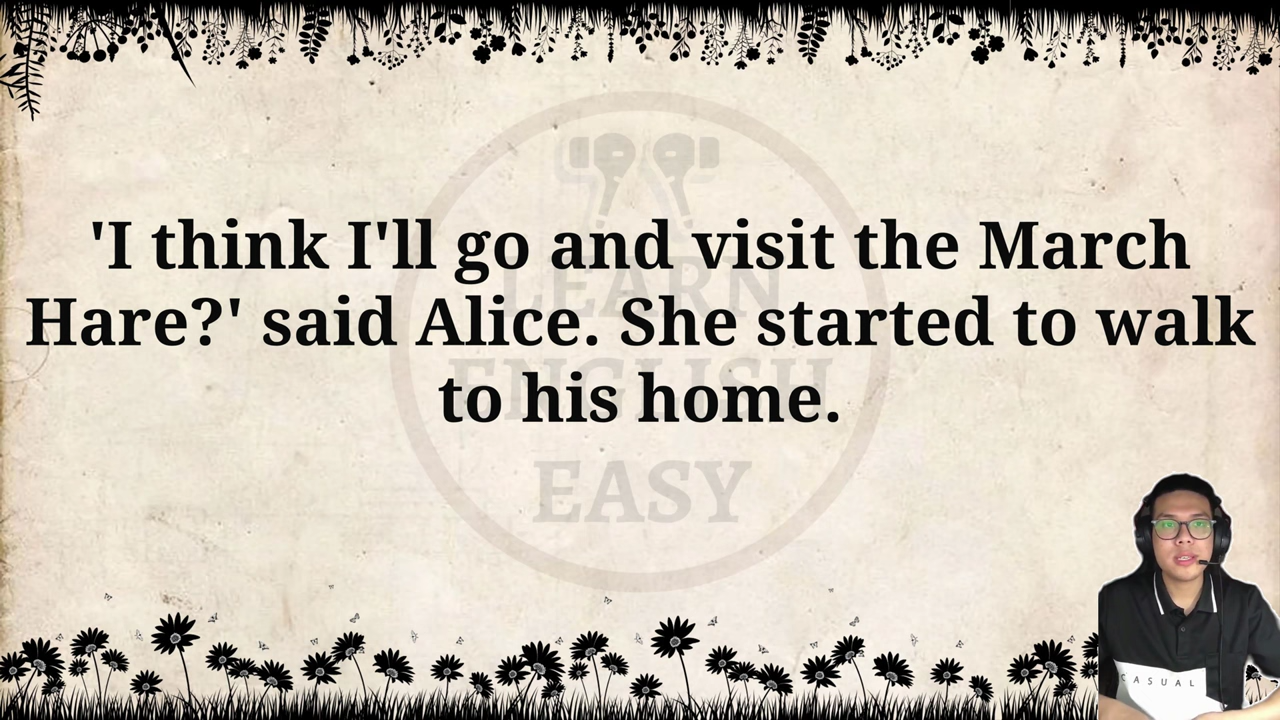 'I think I'll go and visit the March
Hare?' said Alice. She started to walk
to his home.
LEARN
ENGLISH
EASY
CASUAL